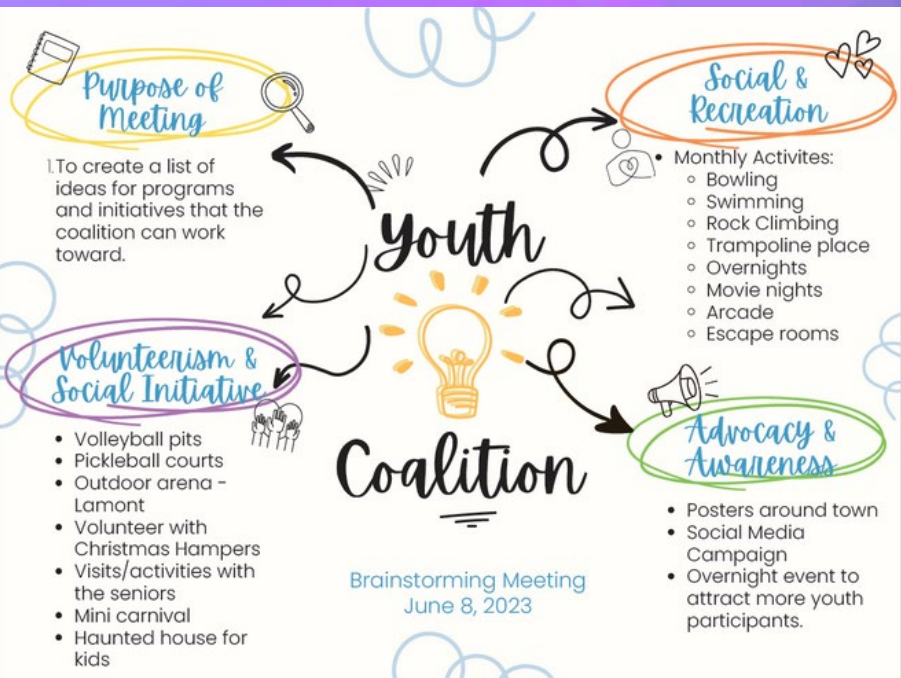 Purpose of
Meeting
1. To create a list of
ideas for programs
and initiatives that the
coalition can work
toward.
Youth
Coalition
Brainstorming Meeting
June 8, 2023
Social &
Recreation
• Monthly Activites:
◦ Bowling
◦ Swimming
◦ Rock Climbing
◦ Trampoline place
◦ Overnights
◦ Movie nights
◦ Arcade
◦ Escape rooms
Volunteerism &
Social Initiative
• Volleyball pits
• Pickleball courts
• Outdoor arena -
Lamont
• Volunteer with
Christmas Hampers
• Visits/activities with
the seniors
• Mini carnival
• Haunted house for
kids
Advocacy &
Awareness
• Posters around town
• Social Media
Campaign
• Overnight event to
attract more youth
participants.